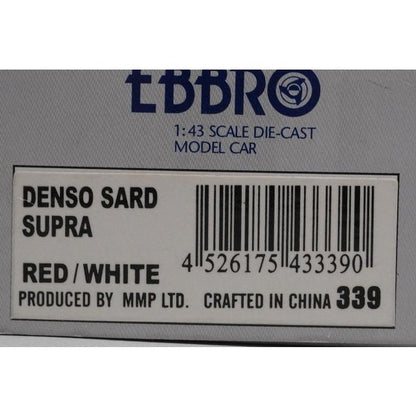 EBBRO
1:43 SCALE DIE-CAST
MODEL CAR
DENSO SARD
SUPRA
RED/WHITE
4 526175 433390
PRODUCED BY MMP LTD. CRAFTED IN CHINA 339